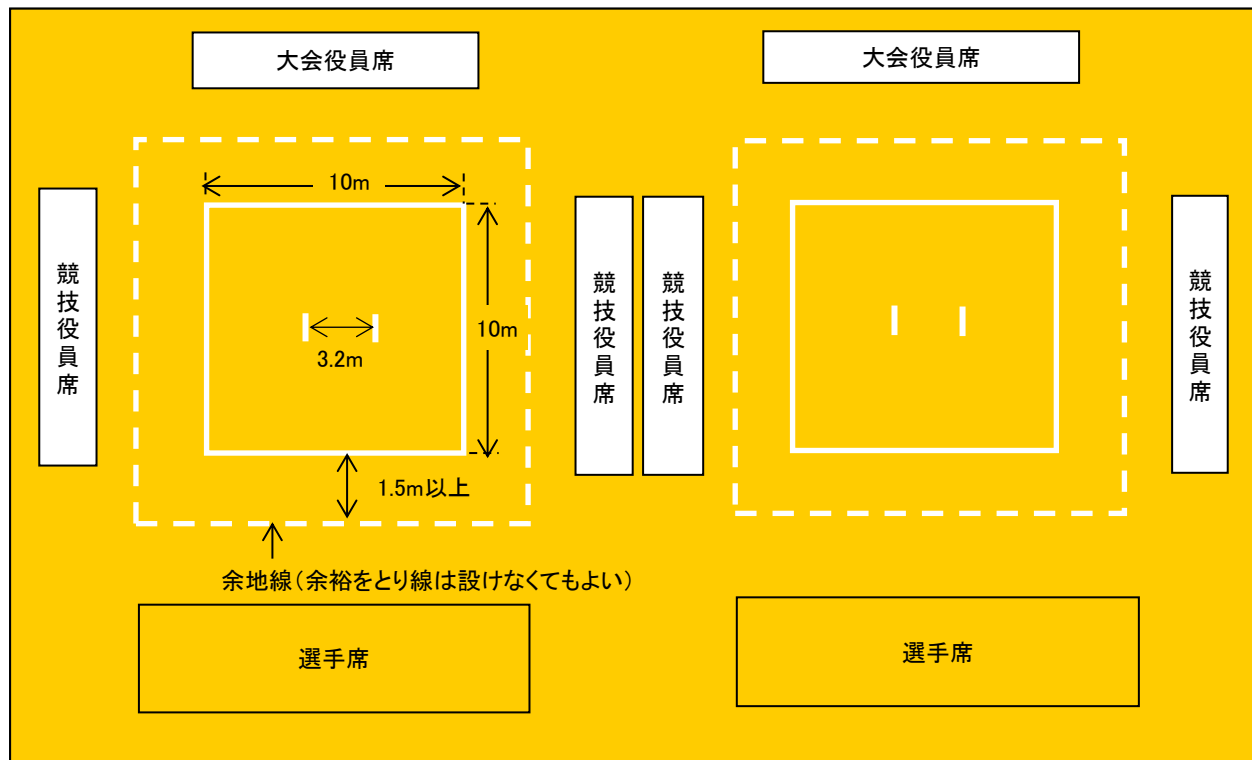 大会役員席
大会役員席
10m
競技役員席
10m
3.2m
1.5m以上
余地線(余裕をとり線は設けなくてもよい)
競技役員席
競技役員席
競技役員席
選手席
選手席